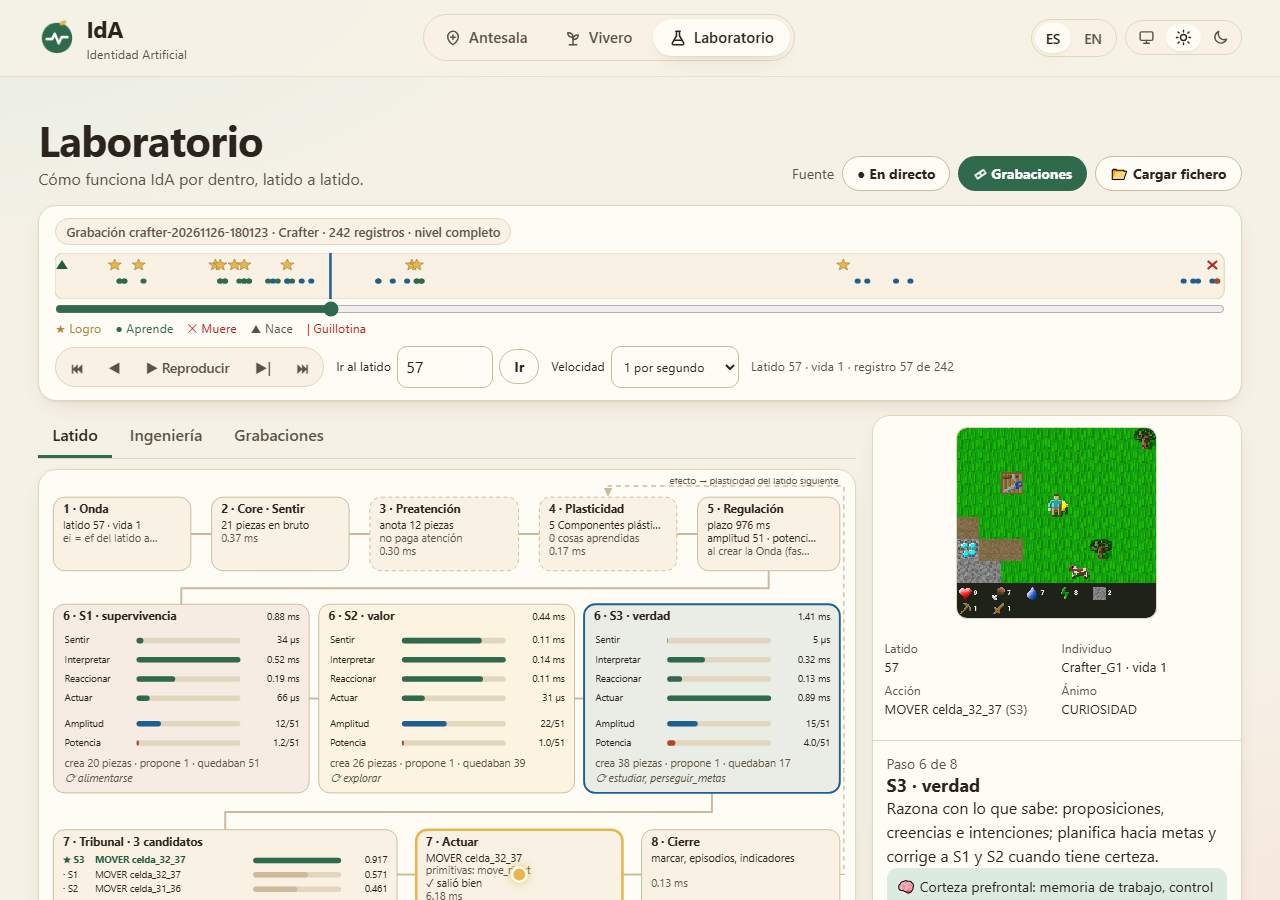 IdA
Identidad Artificial
Antesala
Vivero
Laboratorio
ES
EN
Laboratorio
Cómo funciona IdA por dentro, latido a latido.
Fuente
● En directo
Grabaciones
Cargar fichero
Grabación crafter-20261126-180123 · Crafter · 242 registros · nivel completo
★ Logro
● Aprende
✕ Muere
▲ Nace
| Guillotina
Reproducir
Ir al latido
57
Ir
Velocidad
1 por segundo
Latido 57 · vida 1 · registro 57 de 242
Latido
Ingeniería
Grabaciones
efecto → plasticidad del latido siguiente
1 · Onda
latido 57 · vida 1
ei = ef del latido a...
2 · Core · Sentir
21 piezas en bruto
0.37 ms
3 · Preatención
anota 12 piezas
no paga atención
0.30 ms
4 · Plasticidad
5 Componentes plásti...
0 cosas aprendidas
0.17 ms
5 · Regulación
plazo 976 ms
amplitud 51 · potenci...
al crear la Onda (fas...
6 · S1 · supervivencia
0.88 ms
Sentir
34 µs
Interpretar
0.52 ms
Reaccionar
0.19 ms
Actuar
66 µs
Amplitud
12/51
Potencia
1.2/51
crea 20 piezas · propone 1 · quedaban 51
⟳ alimentarse
6 · S2 · valor
0.44 ms
Sentir
0.11 ms
Interpretar
0.14 ms
Reaccionar
0.11 ms
Actuar
31 µs
Amplitud
22/51
Potencia
1.0/51
crea 26 piezas · propone 1 · quedaban 39
⟳ explorar
6 · S3 · verdad
1.41 ms
Sentir
5 µs
Interpretar
0.32 ms
Reaccionar
0.13 ms
Actuar
0.89 ms
Amplitud
15/51
Potencia
4.0/51
crea 38 piezas · propone 1 · quedaban 17
⟳ estudiar, perseguir_metas
7 · Tribunal · 3 candidatos
★ S3 MOVER celda_32_37 0.917
· S1 MOVER celda_32_37 0.571
· S2 MOVER celda_31_36 0.461
7 · Actuar
MOVER celda_32_37
primitivas:
✓ salió bien
6.18 ms
8 · Cierre
marcar, episodios, indicadores
0.13 ms
9 7 7 8 2
1 1
Latido
57
Individuo
Crafter_G1 · vida 1
Acción
MOVER celda_32_37 (S3)
Ánimo
CURIOSIDAD
Paso 6 de 8
S3 · verdad
Razona con lo que sabe: proposiciones,
creencias e intenciones; planifica hacia metas y
corrige a S1 y S2 cuando tiene certeza.
Corteza prefrontal: memoria de trabajo, control